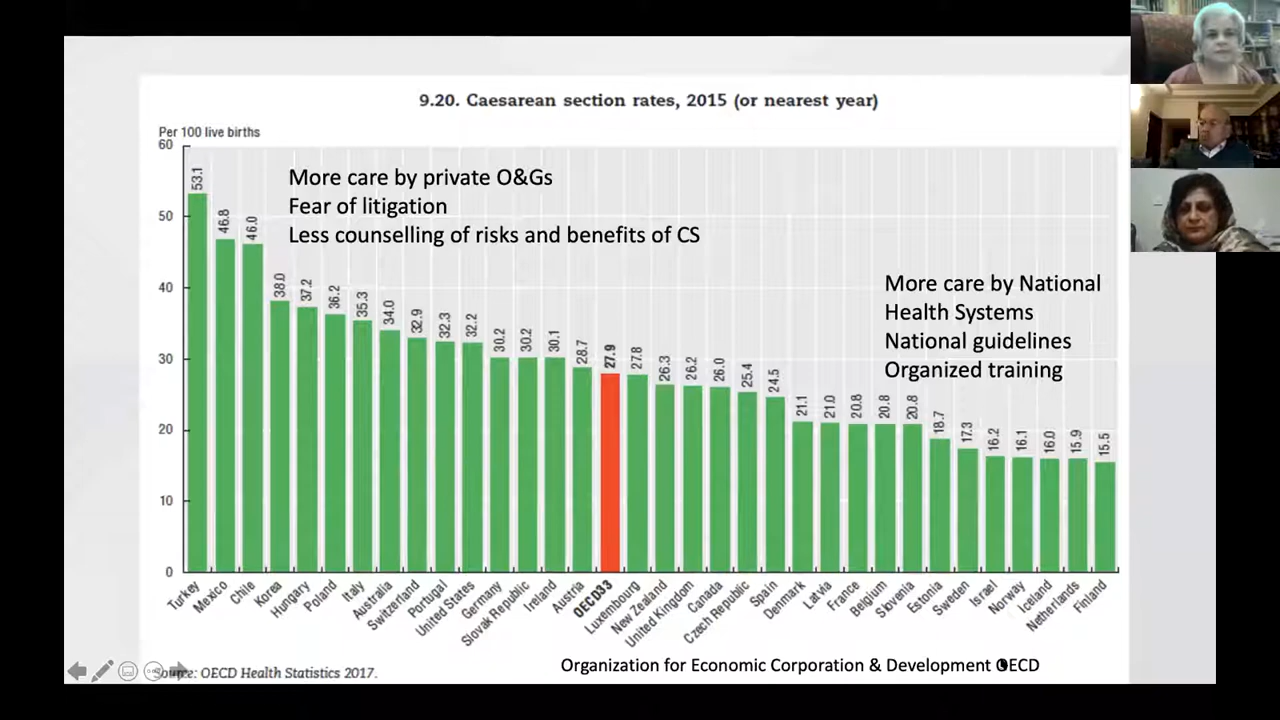 9.20. Caesarean section rates, 2015 (or nearest year)
Per 100 live births
60
50
40
30
20
10
0
More care by private O&Gs
Fear of litigation
Less counselling of risks and benefits of CS
More care by National
Health Systems
National guidelines
Organized training
53.1
46.8
46.0
38.0
37.2
36.2
35.3
34.0
32.9
32.3
32.2
30.2
30.2
30.1
28.7
27.9
27.8
26.3
26.2
26.0
25.4
24.5
21.1
21.0
20.8
20.8
20.8
18.7
17.3
16.2
16.1
16.0
15.9
15.5
Turkey
Mexico
Chile
Korea
Hungary
Poland
Italy
Australia
Switzerland
Portugal
United States
Germany
Slovak Republic
Ireland
Austria
OECD33
Luxembourg
New Zealand
United Kingdom
Canada
Czech Republic
Spain
Denmark
Latvia
France
Belgium
Slovenia
Estonia
Sweden
Israel
Norway
Iceland
Netherlands
Finland
Organization for Economic Corporation & Development OECD
Source: OECD Health Statistics 2017.